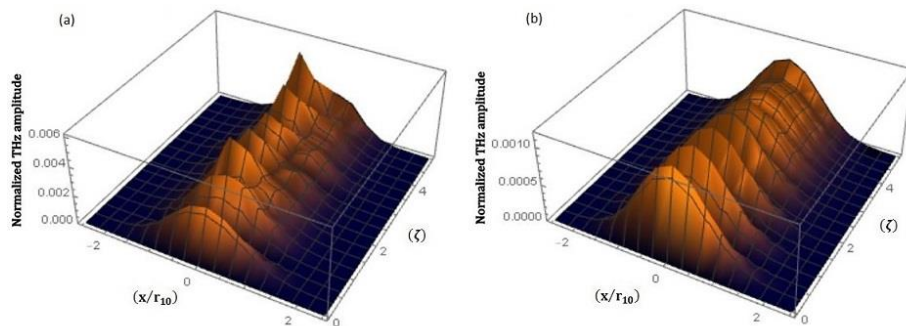 (a)
Normalized THz amplitude
0.006
0.004
0.002
0.000
-2
0
2
(x/r₁₀)
0
2
4
(ζ)
(b)
Normalized THz amplitude
0.0010
0.0005
0.0000
-2
0
2
(x/r₁₀)
0
2
4
(ζ)